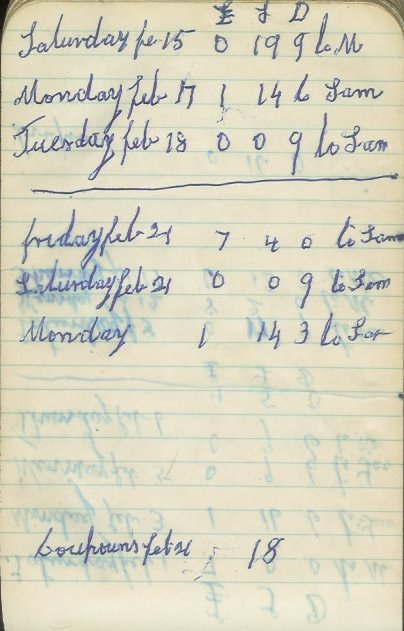 £ S D
Saturday fe 15 0 19 9 to M
Monday feb 17 1 14 6 Sam
Tuesday feb 18 0 0 9 to Sam
friday feb 21 7 4 0 to Sam
Saturday feb 21 0 0 9 to Sam
Monday 1 14 3 to Sam
Coupouns feb 21 18